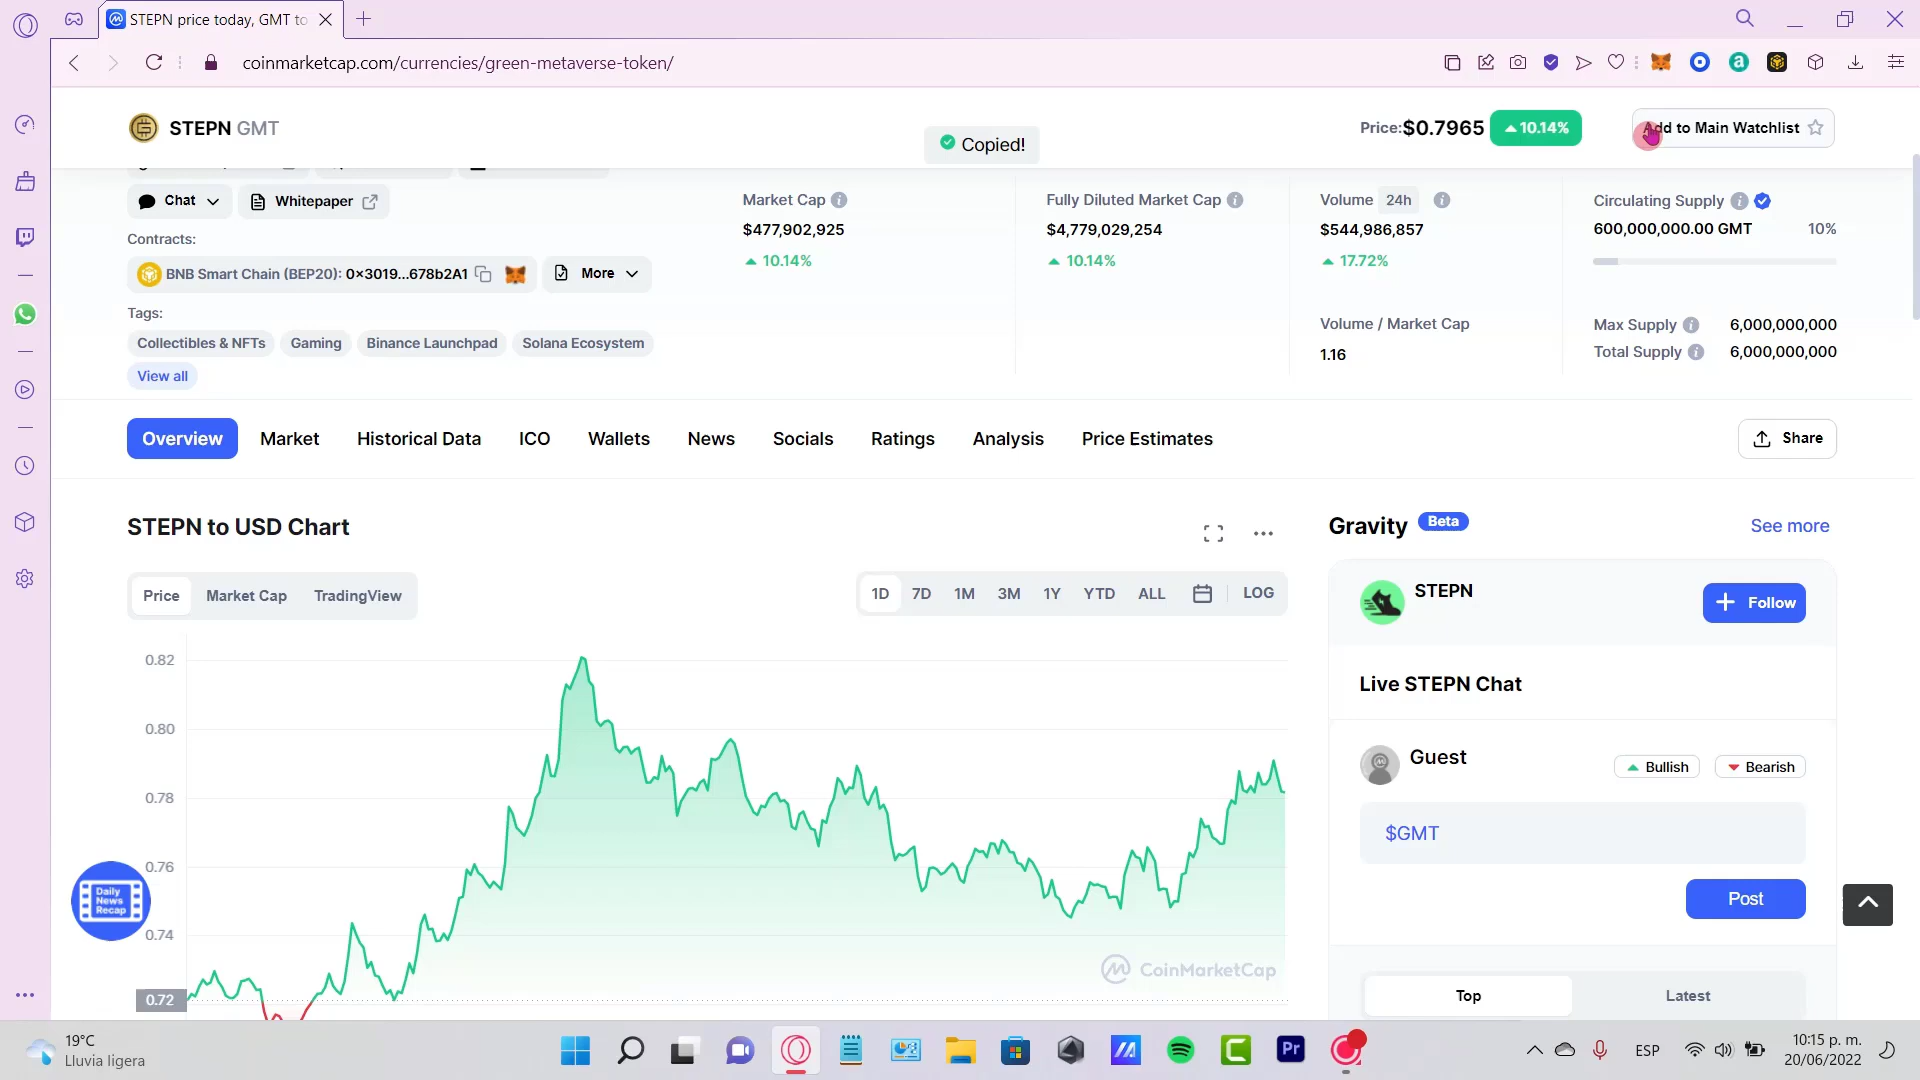 STEPN price today, GMT to
coinmarketcap.com/currencies/green-metaverse-token/
STEPN GMT
Copied!
Price:$0.7965
10.14%
Add to Main Watchlist
Chat
Whitepaper
Contracts:
BNB Smart Chain (BEP20): 0x3019...678b2A1
More
Tags:
Collectibles & NFTs
Gaming
Binance Launchpad
Solana Ecosystem
View all
Market Cap
$477,902,925
10.14%
Fully Diluted Market Cap
$4,779,029,254
10.14%
Volume 24h
$544,986,857
17.72%
Volume / Market Cap
1.16
Circulating Supply
600,000,000.00 GMT 10%
Max Supply 6,000,000,000
Total Supply 6,000,000,000
Overview Market Historical Data ICO Wallets News Socials Ratings Analysis Price Estimates
Share
STEPN to USD Chart
Price Market Cap TradingView
1D 7D 1M 3M 1Y YTD ALL LOG
0.82
0.80
0.78
0.76
0.74
0.72
CoinMarketCap
Daily
News
Recap
Gravity Beta
See more
STEPN
Follow
Live STEPN Chat
Guest
Bullish
Bearish
$GMT
Post
Top
Latest
19°C
Lluvia ligera
Pr
ESP
10:15 p. m.
20/06/2022